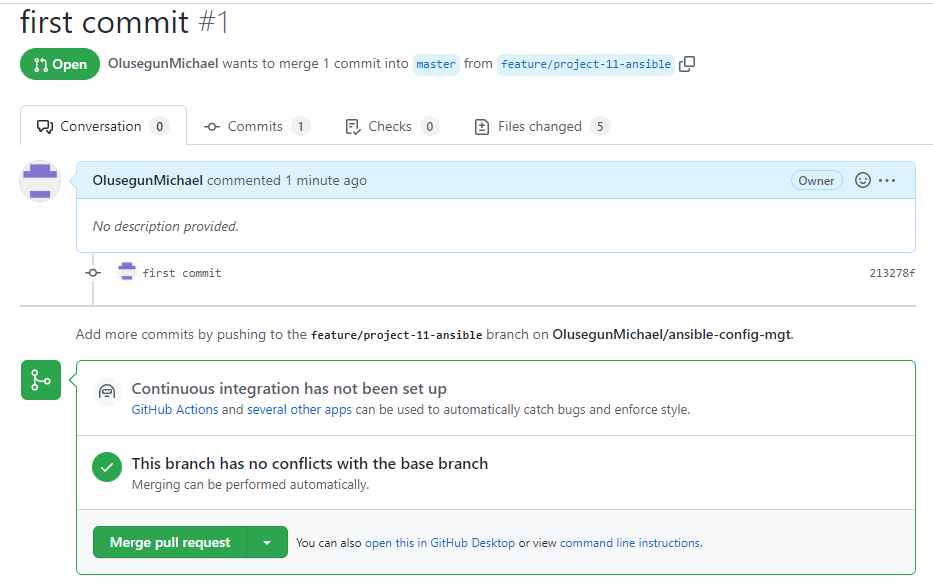 first commit #1
Open OlusegunMichael wants to merge 1 commit into master from feature/project-11-ansible
Conversation 0 Commits 1 Checks 0 Files changed 5
OlusegunMichael commented 1 minute ago Owner
No description provided.
first commit 213278f
Add more commits by pushing to the feature/project-11-ansible branch on OlusegunMichael/ansible-config-mgt.
Continuous integration has not been set up
GitHub Actions and several other apps can be used to automatically catch bugs and enforce style.
This branch has no conflicts with the base branch
Merging can be performed automatically.
Merge pull request You can also open this in GitHub Desktop or view command line instructions.